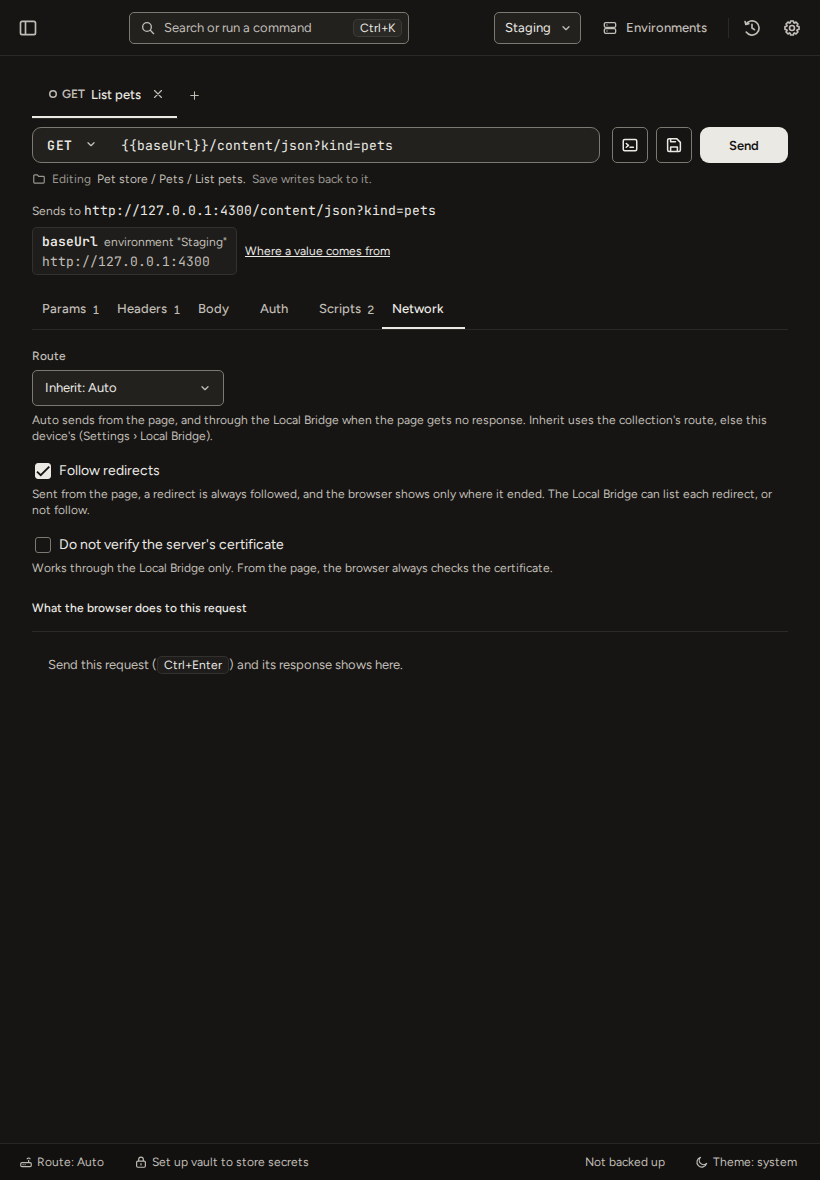 Search or run a command Ctrl+K Staging Environments
GET List pets
GET {{baseUrl}}/content/json?kind=pets Send
Editing Pet store / Pets / List pets. Save writes back to it.
Sends to http://127.0.0.1:4300/content/json?kind=pets
baseUrl environment "Staging"
http://127.0.0.1:4300
Where a value comes from
Params 1 Headers 1 Body Auth Scripts 2 Network
Route
Inherit: Auto
Auto sends from the page, and through the Local Bridge when the page gets no response. Inherit uses the collection's route, else this
device's (Settings › Local Bridge).
Follow redirects
Sent from the page, a redirect is always followed, and the browser shows only where it ended. The Local Bridge can list each redirect, or
not follow.
Do not verify the server's certificate
Works through the Local Bridge only. From the page, the browser always checks the certificate.
What the browser does to this request
Send this request (Ctrl+Enter) and its response shows here.
Route: Auto Set up vault to store secrets Not backed up Theme: system